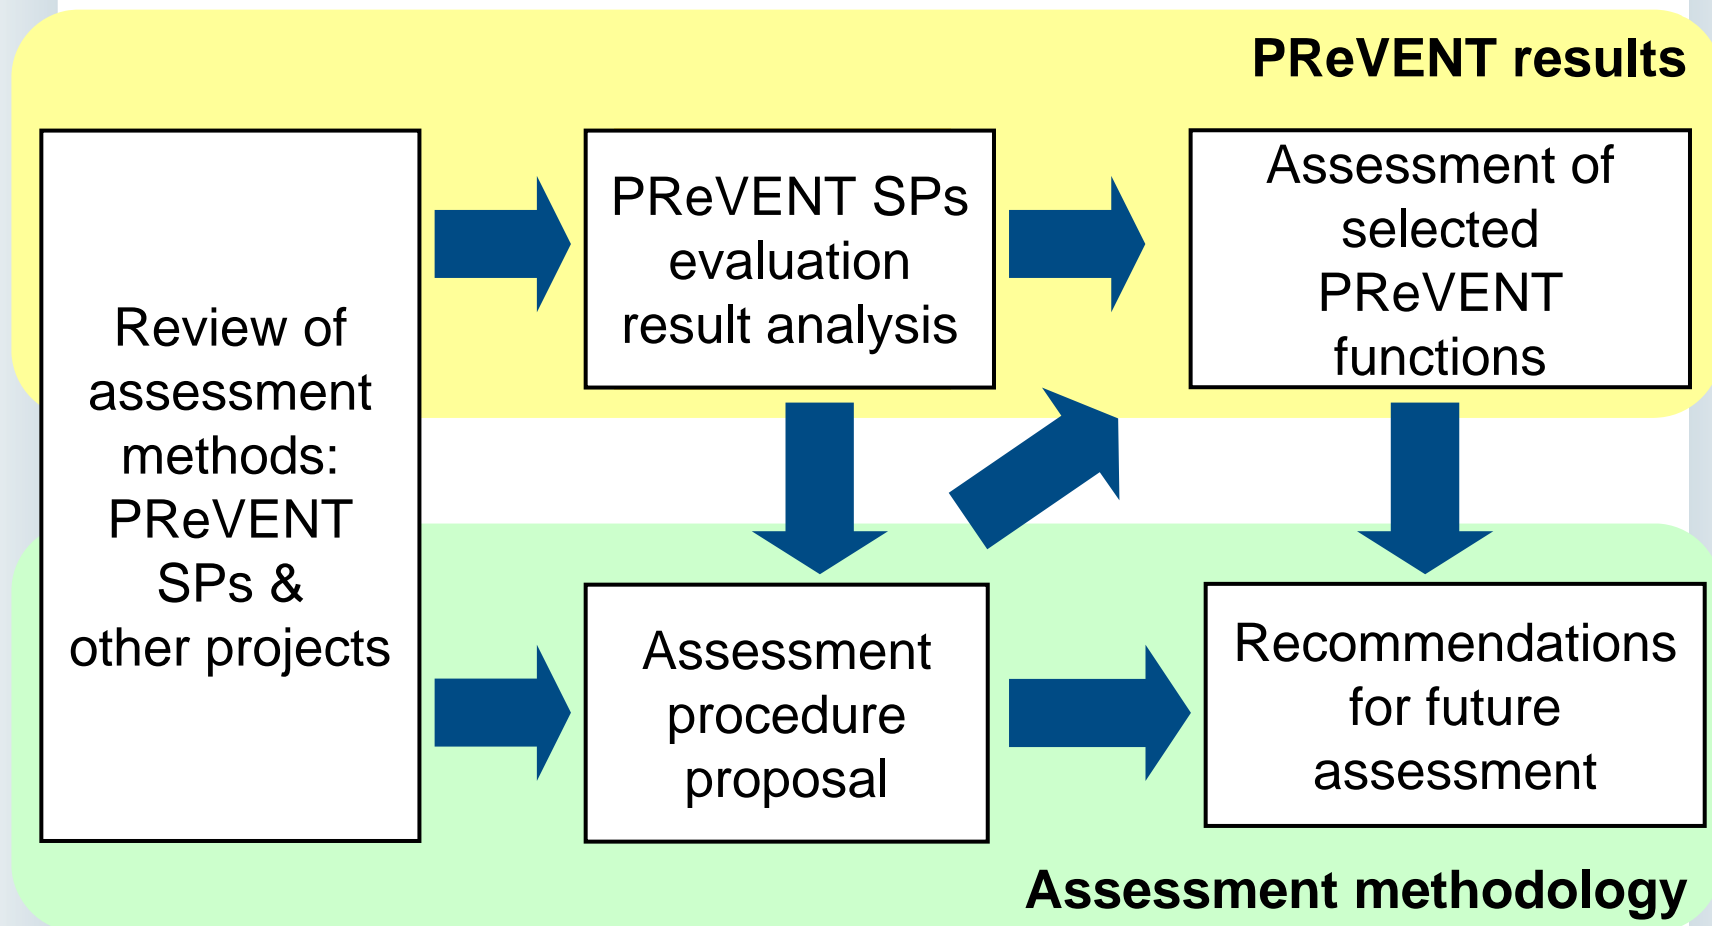 PReVENT results
Review of
assessment
methods:
PReVENT
SPs &
other projects
PReVENT SPs
evaluation
result analysis
Assessment of
selected
PReVENT
functions
Assessment
procedure
proposal
Recommendations
for future
assessment
Assessment methodology